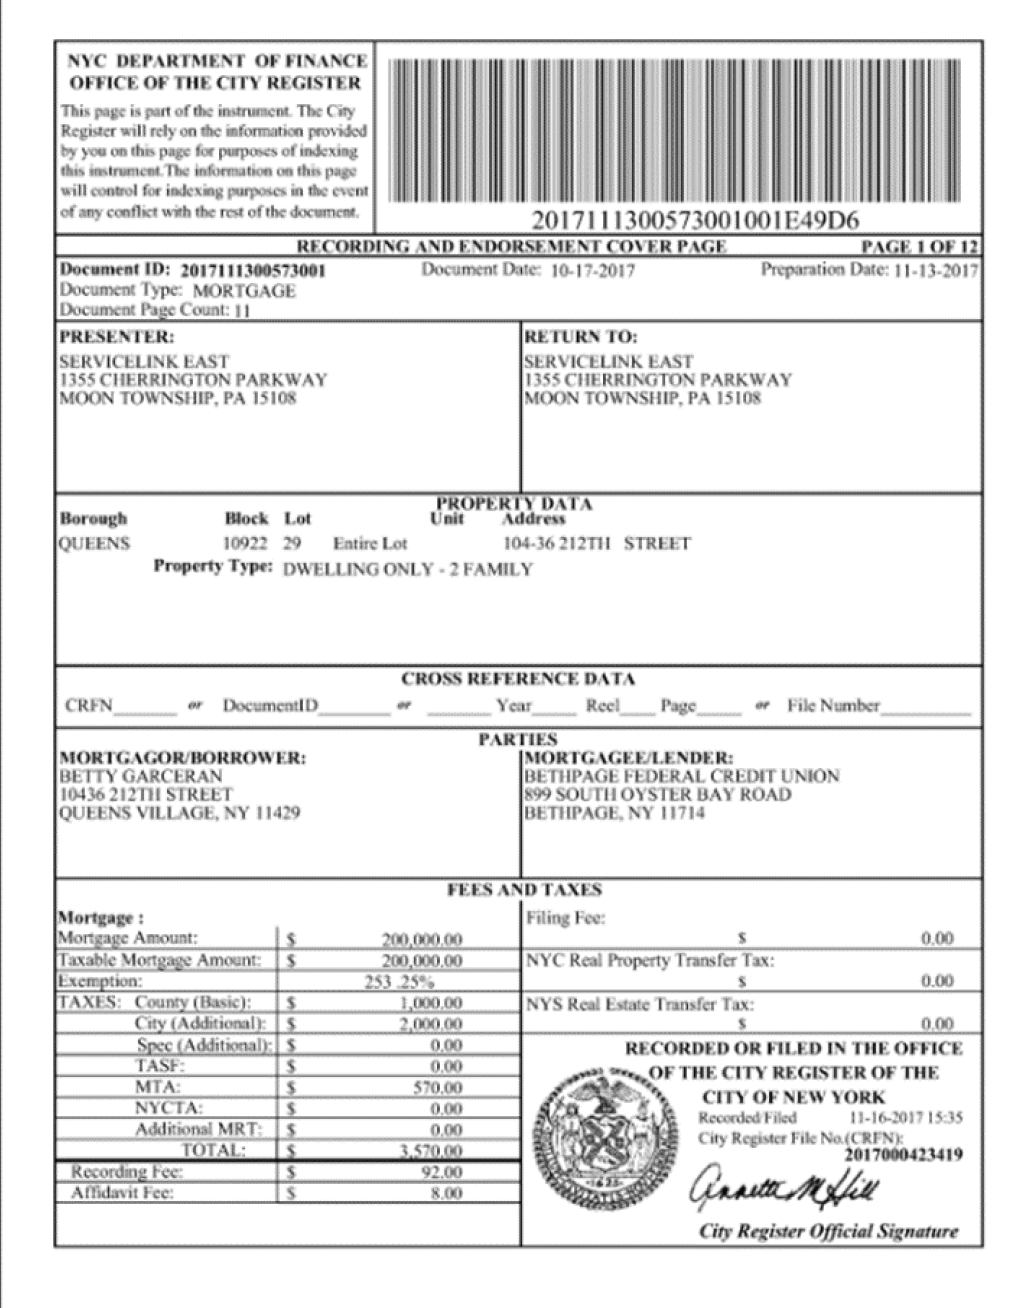 NYC DEPARTMENT OF FINANCE
OFFICE OF THE CITY REGISTER
This page is part of the instrument. The City
Register will rely on the information provided
by you on this page for purposes of indexing
this instrument.The information on this page
will control for indexing purposes in the event
of any conflict with the rest of the document.
2017111300573001001E49D6
RECORDING AND ENDORSEMENT COVER PAGE PAGE 1 OF 12
Document ID: 2017111300573001 Document Date: 10-17-2017 Preparation Date: 11-13-2017
Document Type: MORTGAGE
Document Page Count: 11
PRESENTER:
SERVICELINK EAST
1355 CHERRINGTON PARKWAY
MOON TOWNSHIP, PA 15108
RETURN TO:
SERVICELINK EAST
1355 CHERRINGTON PARKWAY
MOON TOWNSHIP, PA 15108
PROPERTY DATA
Borough Block Lot Unit Address
QUEENS 10922 29 Entire Lot 104-36 212TH STREET
Property Type: DWELLING ONLY - 2 FAMILY
CROSS REFERENCE DATA
CRFN_______ or DocumentID________ or _______ Year_____ Reel____ Page_____ or File Number__________
PARTIES
MORTGAGOR/BORROWER:
BETTY GARCERAN
10436 212TH STREET
QUEENS VILLAGE, NY 11429
MORTGAGEE/LENDER:
BETHPAGE FEDERAL CREDIT UNION
899 SOUTH OYSTER BAY ROAD
BETHPAGE, NY 11714
FEES AND TAXES
Mortgage :
Mortgage Amount: $ 200,000.00
Taxable Mortgage Amount: $ 200,000.00
Exemption: 253 .25%
TAXES: County (Basic): $ 1,000.00
City (Additional): $ 2,000.00
Spec (Additional): $ 0.00
TASF: $ 0.00
MTA: $ 570.00
NYCTA: $ 0.00
Additional MRT: $ 0.00
TOTAL: $ 3,570.00
Recording Fee: $ 92.00
Affidavit Fee: $ 8.00
Filing Fee:
$ 0.00
NYC Real Property Transfer Tax:
$ 0.00
NYS Real Estate Transfer Tax:
$ 0.00
RECORDED OR FILED IN THE OFFICE
OF THE CITY REGISTER OF THE
CITY OF NEW YORK
Recorded/Filed 11-16-2017 15:35
City Register File No.(CRFN):
2017000423419
Annette M Hill
City Register Official Signature